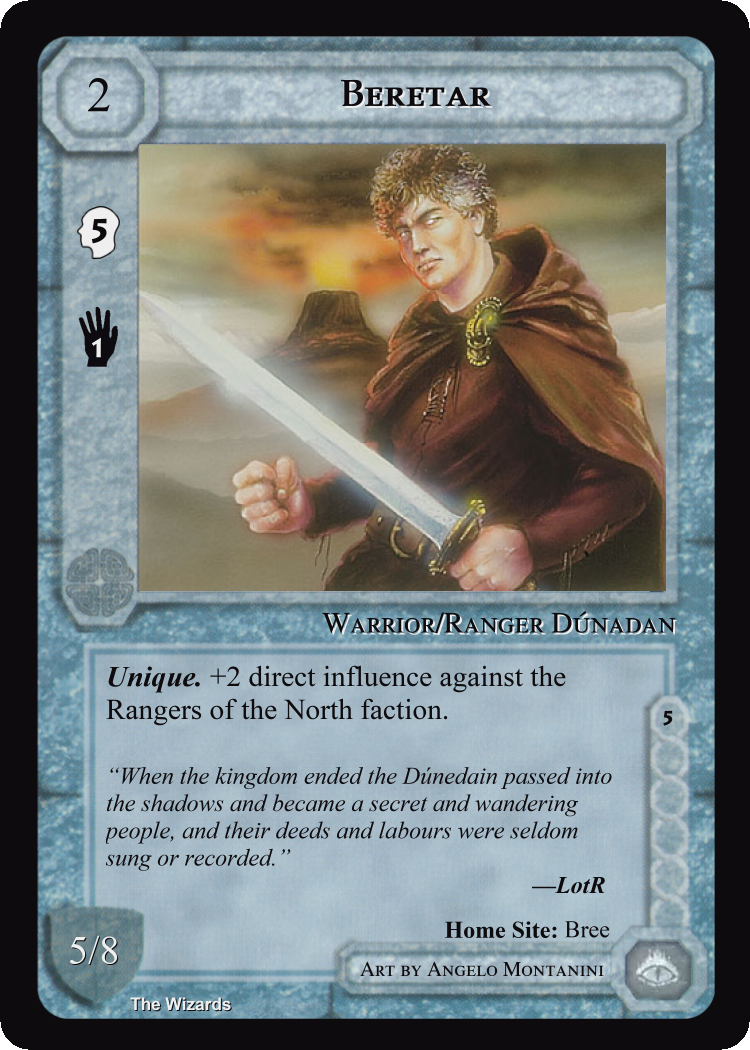 2
Beretar
5
1
Warrior/Ranger Dúnadan
Unique. +2 direct influence against the
Rangers of the North faction.
5
“When the kingdom ended the Dúnedain passed into
the shadows and became a secret and wandering
people, and their deeds and labours were seldom
sung or recorded.”
—LotR
Home Site: Bree
5/8
Art by Angelo Montanini
The Wizards